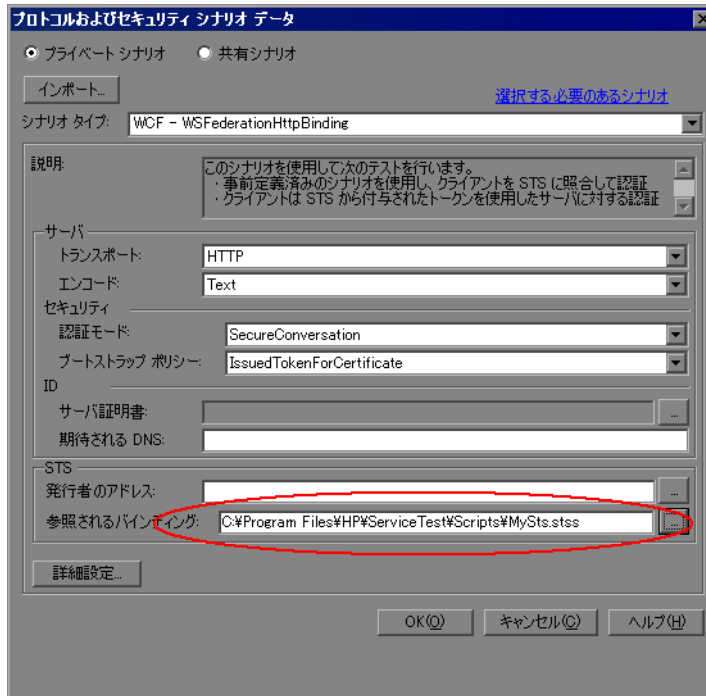 プロトコルおよびセキュリティ シナリオ データ
プライベート シナリオ 共有シナリオ
インポート...
選択する必要のあるシナリオ
シナリオ タイプ: WCF - WSFederationHttpBinding
説明: このシナリオを使用して次のテストを行います。
・事前定義済みのシナリオを使用し、クライアントを STS に照合して認証
・クライアントは STS から付与されたトークンを使用したサーバに対する認証
サーバ
トランスポート: HTTP
エンコード: Text
セキュリティ
認証モード: SecureConversation
ブートストラップ ポリシー: IssuedTokenForCertificate
ID
サーバ証明書: ...
期待される DNS:
STS
発行者のアドレス: ...
参照されるバインディング: C:¥Program Files¥HP¥ServiceTest¥Scripts¥MySts.stss ...
詳細設定...
OK(O) キャンセル(C) ヘルプ(H)